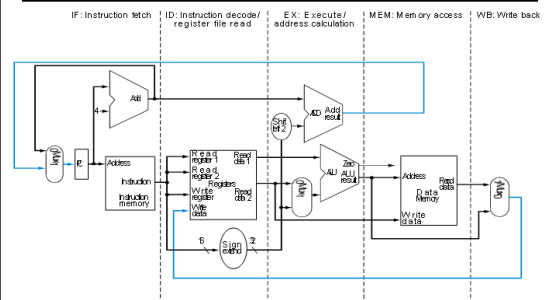 IF: Instruction fetch
ID: Instruction decode/
register file read
EX: Execute/
address calculation
MEM: Memory access
WB: Write back
Add
4
Mux
PC
Address
Instruction
Instruction
memory
Read
register 1
Read
register 2
Write
register
Write
data
Registers
Read
data 1
Read
data 2
16
Sign
extend
32
Shift
left 2
ADD
Add
result
Mux
Zero
ALU
ALU
result
Address
Data
Memory
Read
data
Write
data
Mux